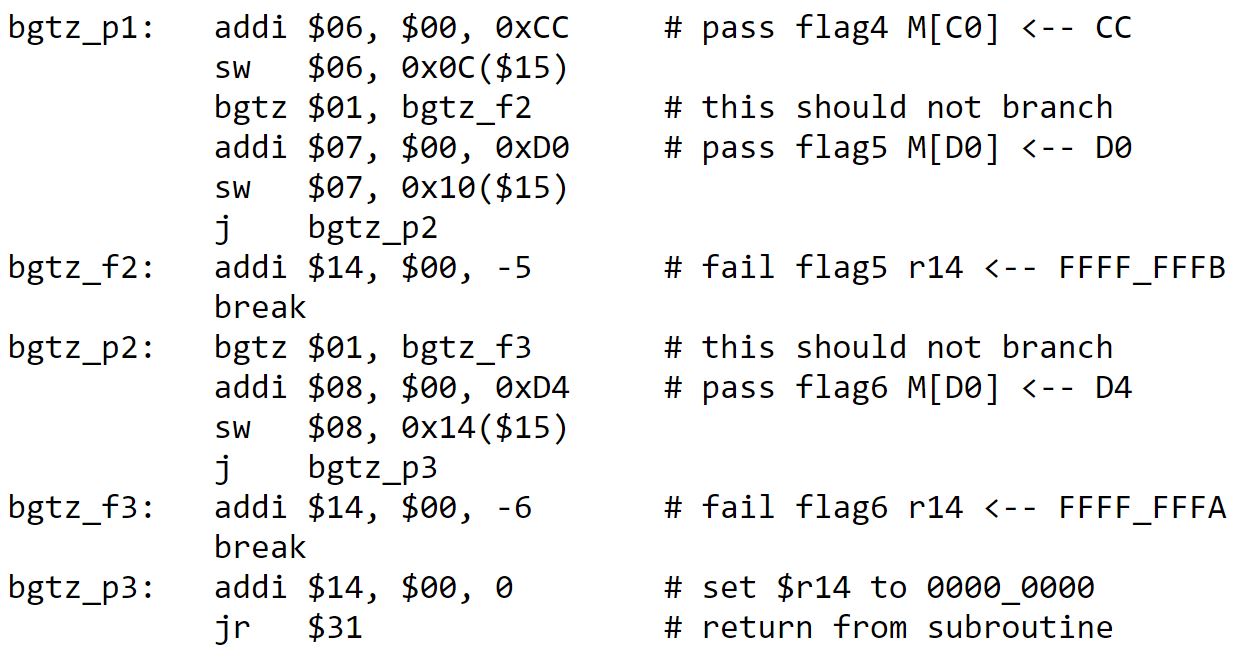 bgtz_p1: addi $06, $00, 0xCC # pass flag4 M[C0] <-- CC
sw $06, 0x0C($15)
bgtz $01, bgtz_f2 # this should not branch
addi $07, $00, 0xD0 # pass flag5 M[D0] <-- D0
sw $07, 0x10($15)
j bgtz_p2
bgtz_f2: addi $14, $00, -5 # fail flag5 r14 <-- FFFF_FFFB
break
bgtz_p2: bgtz $01, bgtz_f3 # this should not branch
addi $08, $00, 0xD4 # pass flag6 M[D0] <-- D4
sw $08, 0x14($15)
j bgtz_p3
bgtz_f3: addi $14, $00, -6 # fail flag6 r14 <-- FFFF_FFFA
break
bgtz_p3: addi $14, $00, 0 # set $r14 to 0000_0000
jr $31 # return from subroutine